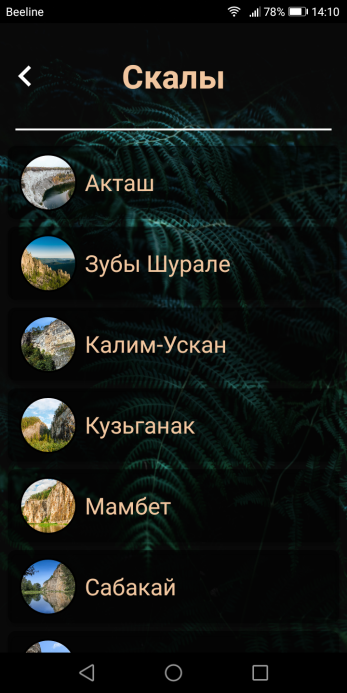 Beeline 78% 14:10
Скалы
Акташ
Зубы Шурале
Калим-Ускан
Кузьганак
Мамбет
Сабакай